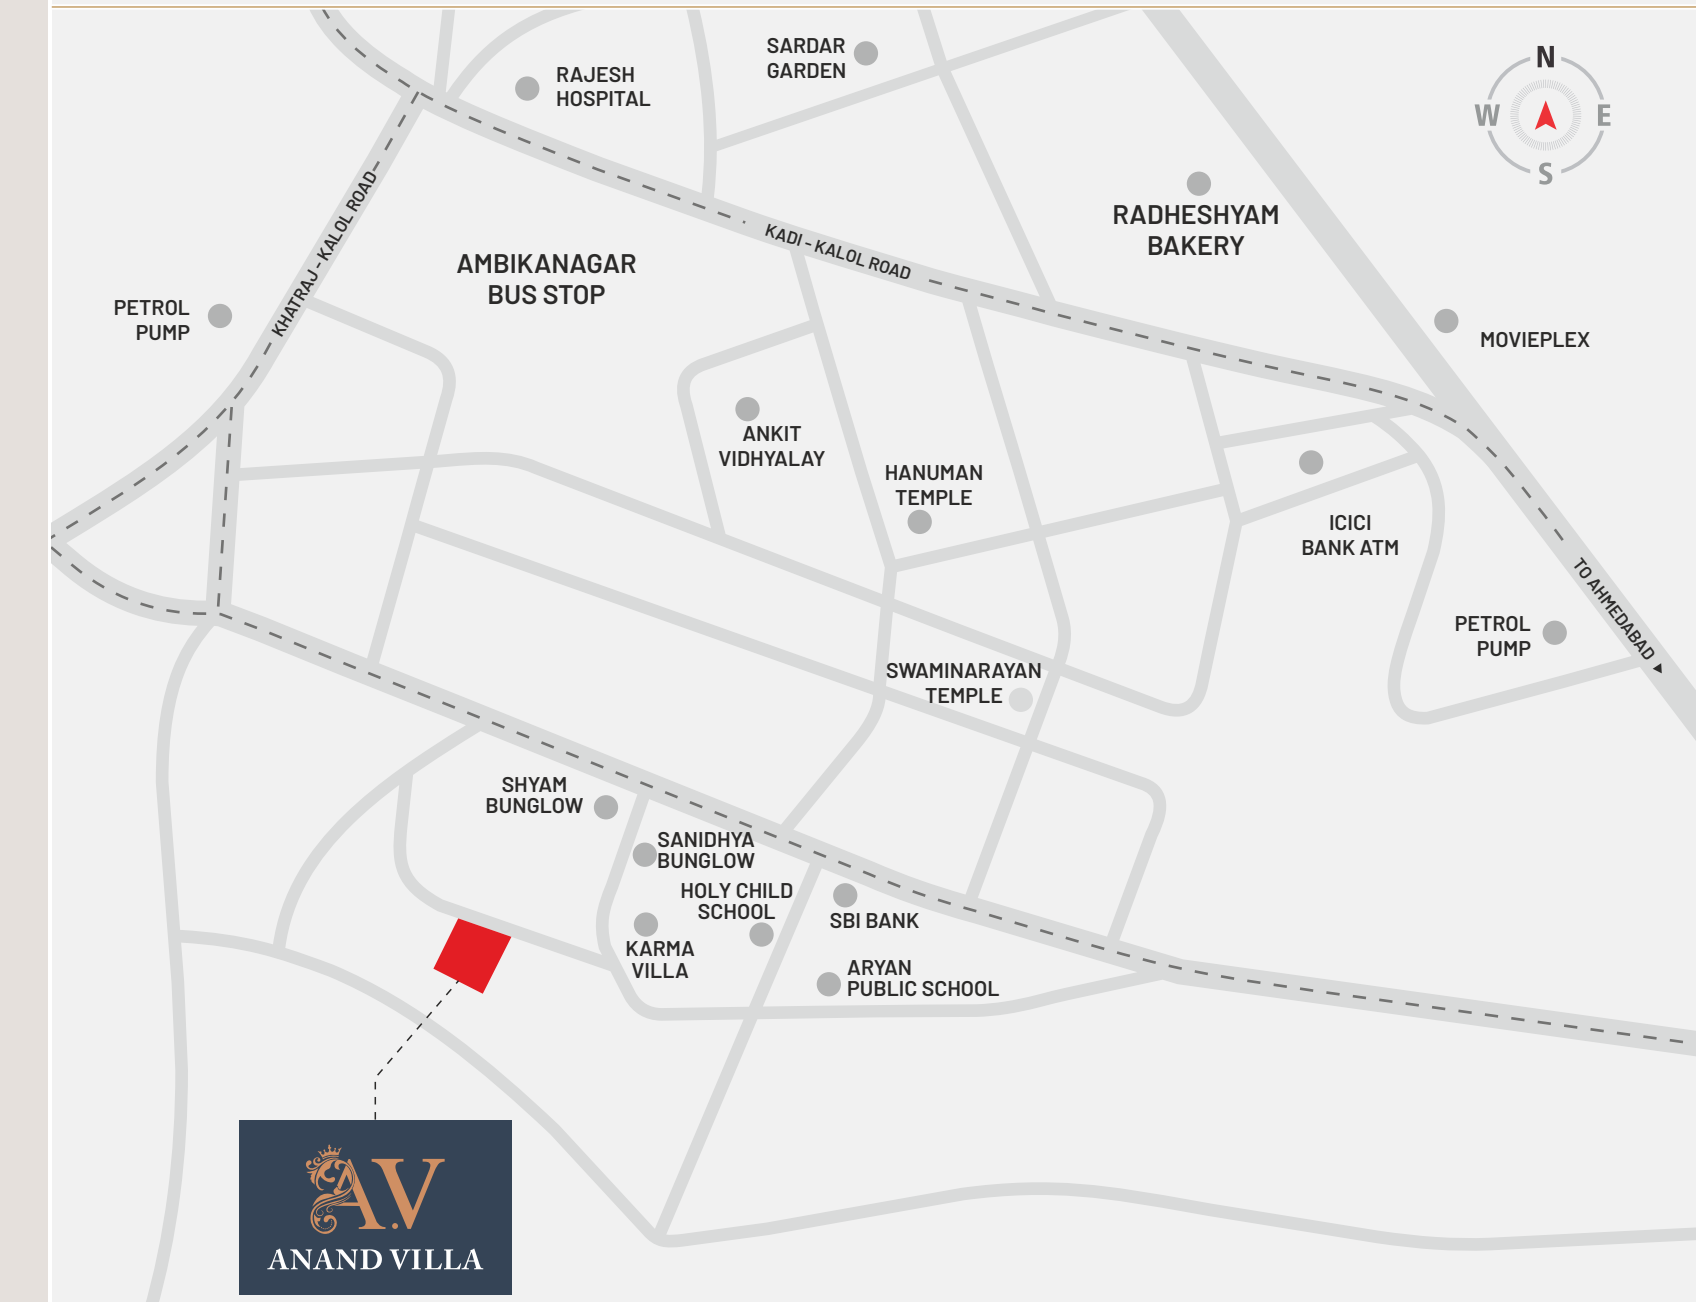 SARDAR
GARDEN
RAJESH
HOSPITAL
N
W
E
S
RADHESHYAM
BAKERY
KHATRAJ - KALOL ROAD
KADI - KALOL ROAD
AMBIKANAGAR
BUS STOP
PETROL
PUMP
MOVIEPLEX
ANKIT
VIDHYALAY
HANUMAN
TEMPLE
ICICI
BANK ATM
TO AHMEDABAD
PETROL
PUMP
SWAMINARAYAN
TEMPLE
SHYAM
BUNGLOW
SANIDHYA
BUNGLOW
HOLY CHILD
SCHOOL
SBI BANK
KARMA
VILLA
ARYAN
PUBLIC SCHOOL
A.V
ANAND VILLA